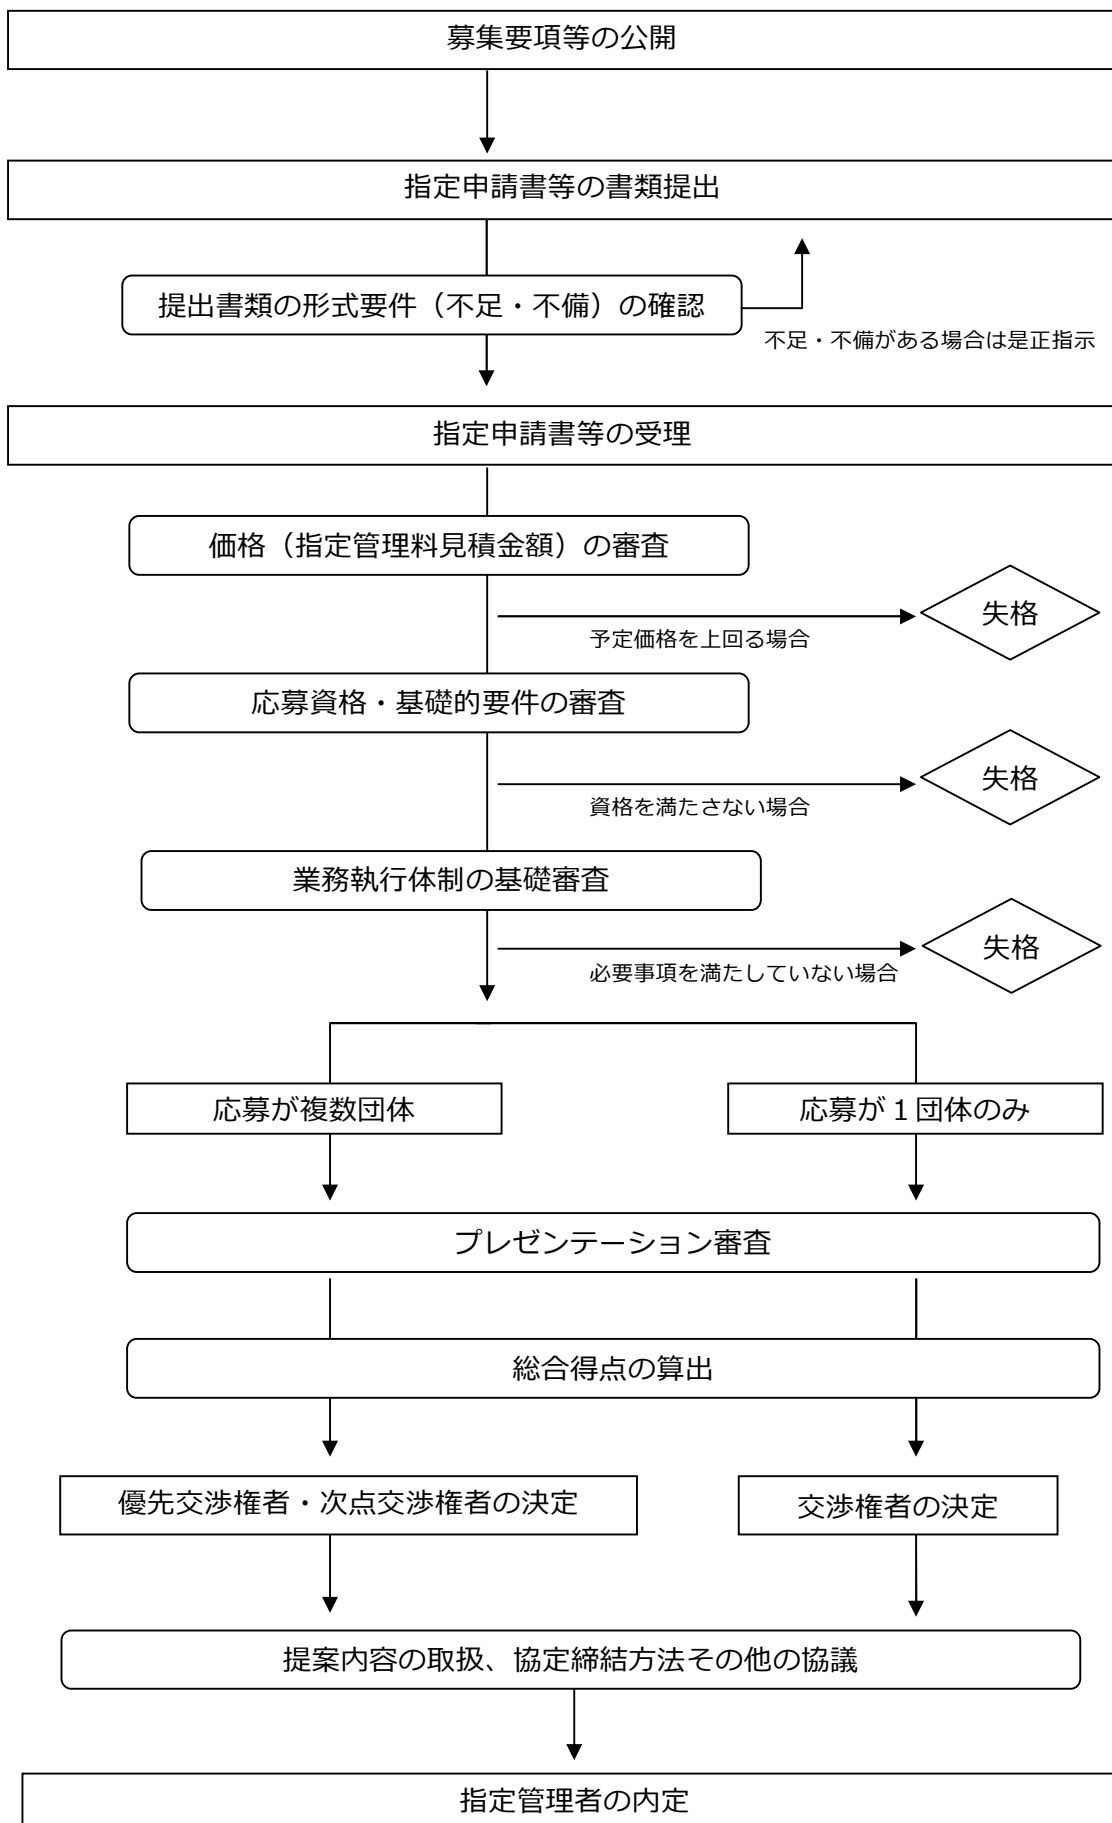 募集要項等の公開
指定申請書等の書類提出
提出書類の形式要件（不足・不備）の確認
不足・不備がある場合は是正指示
指定申請書等の受理
価格（指定管理料見積金額）の審査
失格
予定価格を上回る場合
応募資格・基礎的要件の審査
失格
資格を満たさない場合
業務執行体制の基礎審査
失格
必要事項を満たしていない場合
応募が複数団体
応募が１団体のみ
プレゼンテーション審査
総合得点の算出
優先交渉権者・次点交渉権者の決定
交渉権者の決定
提案内容の取扱、協定締結方法その他の協議
指定管理者の内定